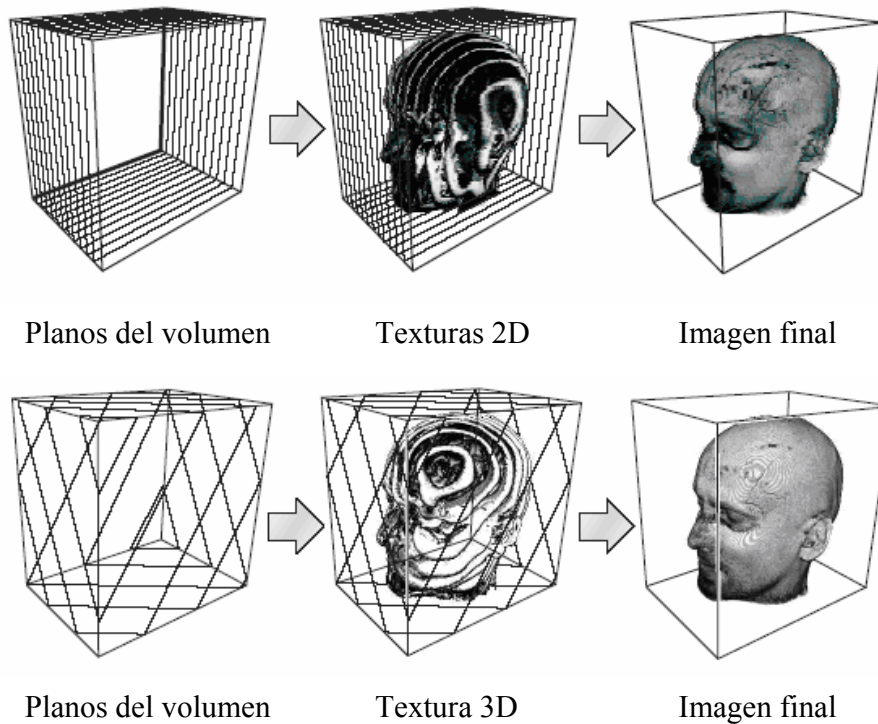 Planos del volumen
Texturas 2D
Imagen final
Planos del volumen
Textura 3D
Imagen final